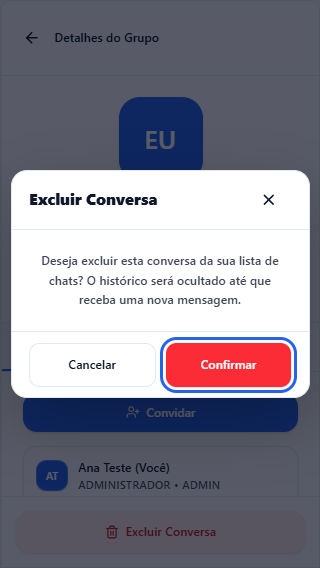 Detalhes do Grupo
EU
Excluir Conversa
Deseja excluir esta conversa da sua lista de
chats? O histórico será ocultado até que
receba uma nova mensagem.
Cancelar
Confirmar
Convidar
AT
Ana Teste (Você)
ADMINISTRADOR • ADMIN
Excluir Conversa